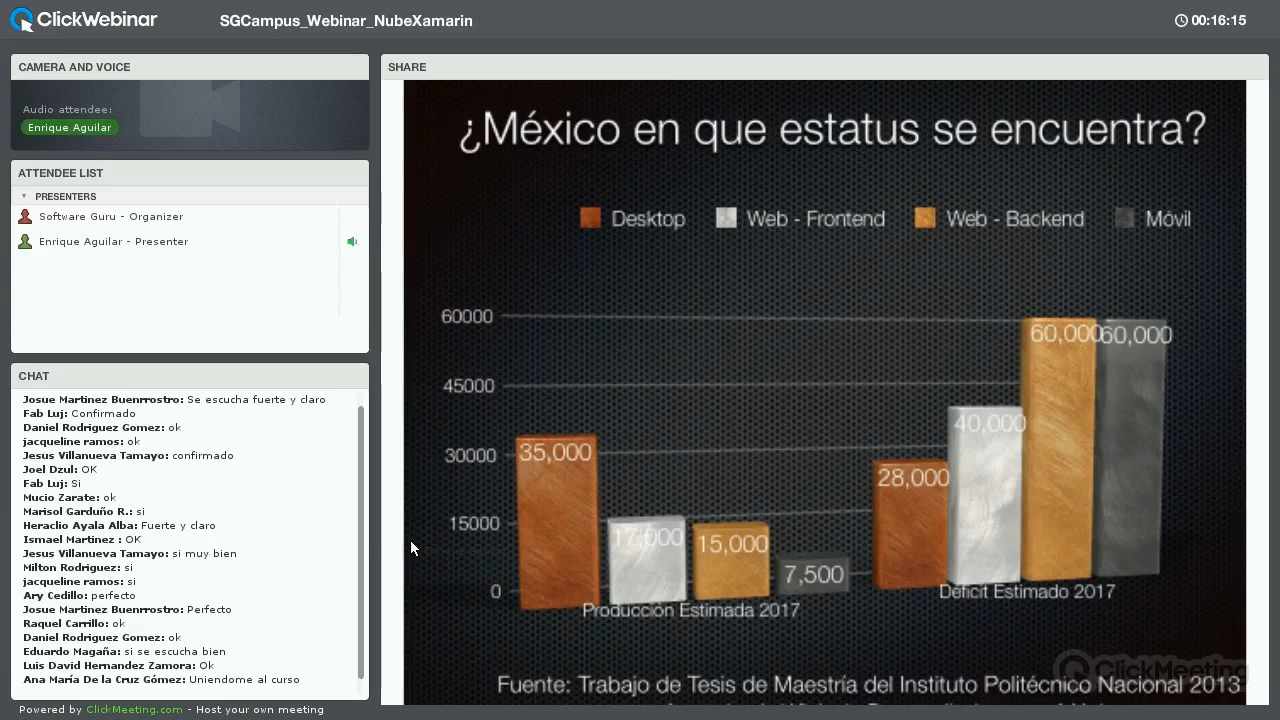 ClickWebinar
SGCampus_Webinar_NubeXamarin
00:16:15
CAMERA AND VOICE
Audio attendee:
Enrique Aguilar
ATTENDEE LIST
PRESENTERS
Software Guru - Organizer
Enrique Aguilar - Presenter
CHAT
Josue Martinez Buenrrostro: Se escucha fuerte y claro
Fab Luj: Confirmado
Daniel Rodriguez Gomez: ok
jacqueline ramos: ok
Jesus Villanueva Tamayo: confirmado
Joel Dzul: OK
Fab Luj: Si
Mucio Zarate: ok
Marisol Garduño R.: si
Heraclio Ayala Alba: Fuerte y claro
Ismael Martinez : OK
Jesus Villanueva Tamayo: si muy bien
Milton Rodriguez: si
jacqueline ramos: si
Ary Cedillo: perfecto
Josue Martinez Buenrrostro: Perfecto
Raquel Carrillo: ok
Daniel Rodriguez Gomez: ok
Eduardo Magaña: si se escucha bien
Luis David Hernandez Zamora: Ok
Ana María De la Cruz Gómez: Uniendome al curso
Powered by ClickMeeting.com - Host your own meeting
SHARE
¿México en que estatus se encuentra?
Desktop Web - Frontend Web - Backend Móvil
60000
45000
30000
15000
0
35,000
17,000
15,000
7,500
28,000
40,000
60,000
60,000
Producción Estimada 2017
Déficit Estimado 2017
ClickMeeting
Fuente: Trabajo de Tesis de Maestría del Instituto Politécnico Nacional 2013